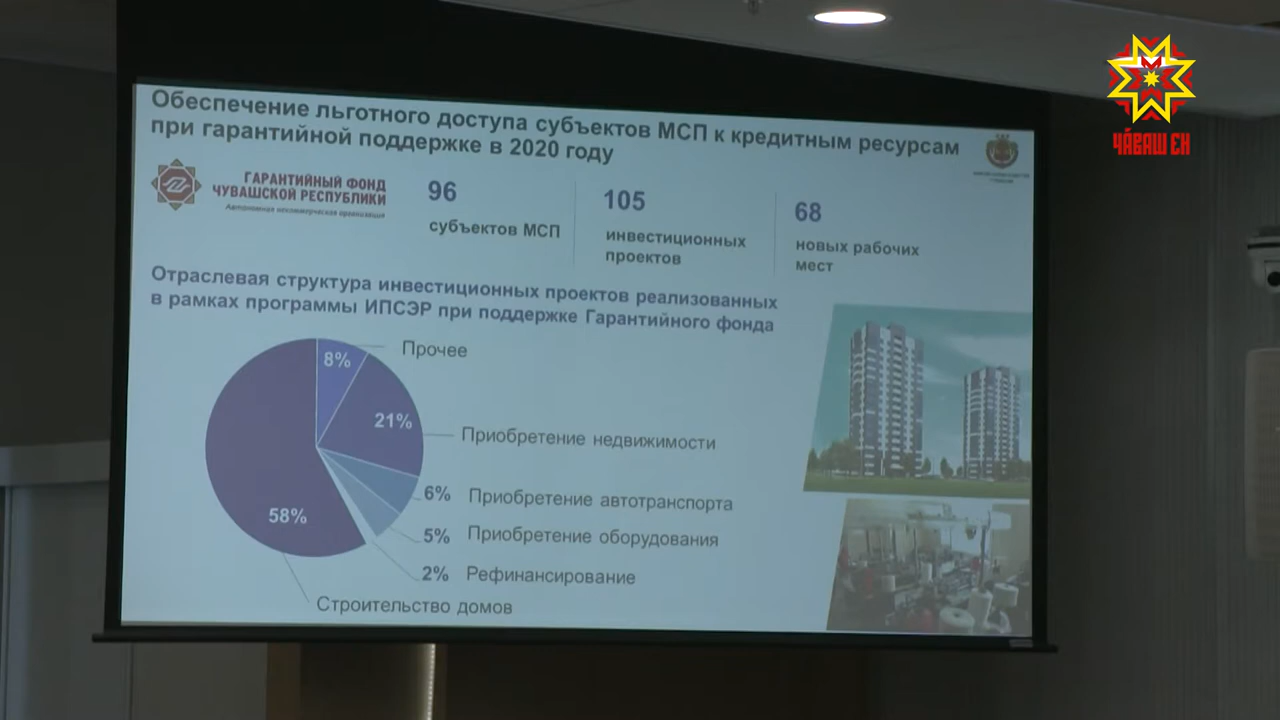 Обеспечение льготного доступа субъектов МСП к кредитным ресурсам
при гарантийной поддержке в 2020 году
ЧӐВАШ ЕН
ГАРАНТИЙНЫЙ ФОНД
ЧУВАШСКОЙ РЕСПУБЛИКИ
Автономная некоммерческая организация
96
субъектов МСП
105
инвестиционных
проектов
68
новых рабочих
мест
Отраслевая структура инвестиционных проектов реализованных
в рамках программы ИПСЭР при поддержке Гарантийного фонда
8%
Прочее
21%
Приобретение недвижимости
6%
Приобретение автотранспорта
5%
Приобретение оборудования
2%
Рефинансирование
58%
Строительство домов